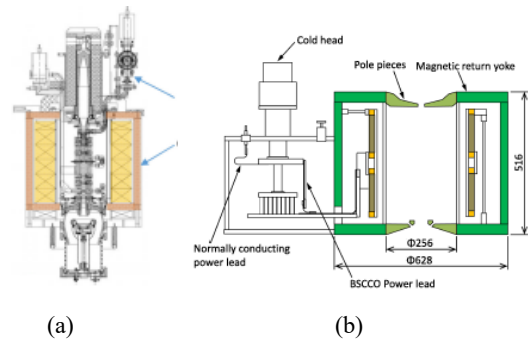 Cold head
Pole pieces
Magnetic return yoke
516
Normally conducting
power lead
Φ256
Φ628
BSCCO Power lead
(a)
(b)